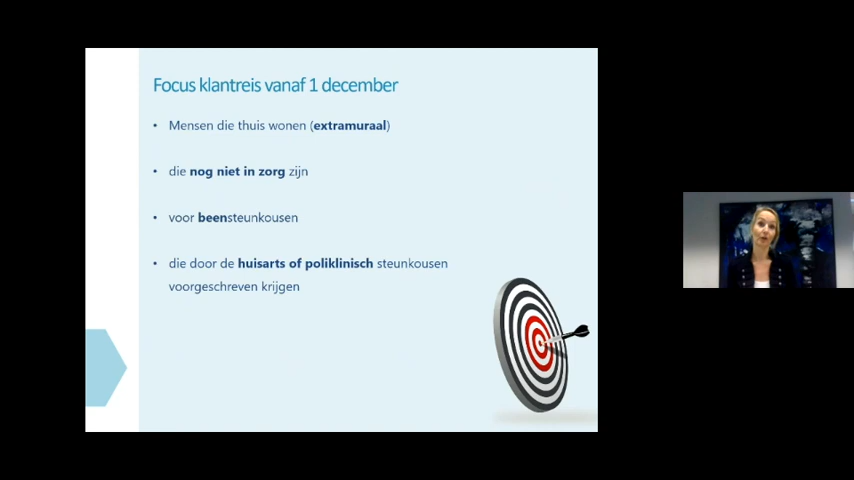 Focus klantreis vanaf 1 december
• Mensen die thuis wonen (extramuraal)
• die nog niet in zorg zijn
• voor beensteunkousen
• die door de huisarts of poliklinisch steunkousen
voorgeschreven krijgen